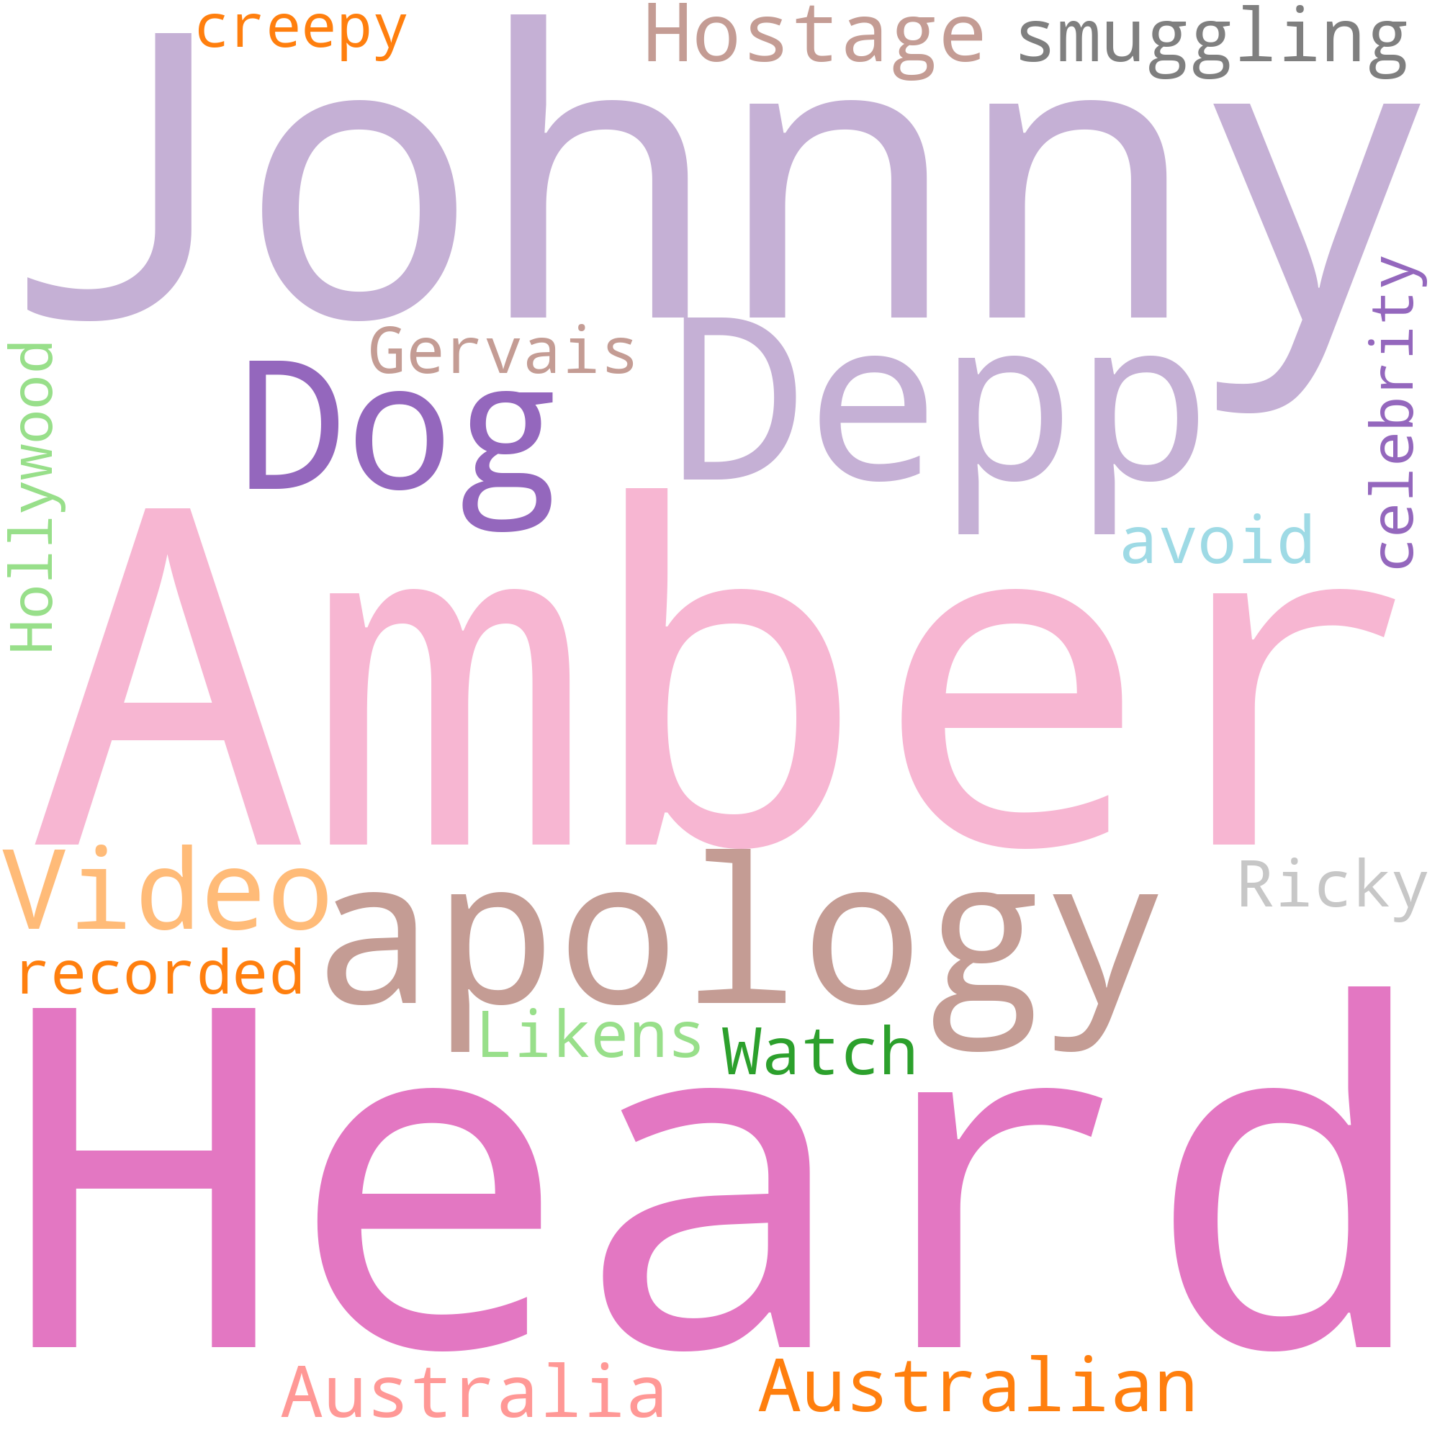 creepy
Hostage
smuggling
Johnny
celebrity
Gervais
Depp
Hollywood
Dog
avoid
Amber
Video
apology
Ricky
recorded
Likens
Watch
Heard
Australia
Australian